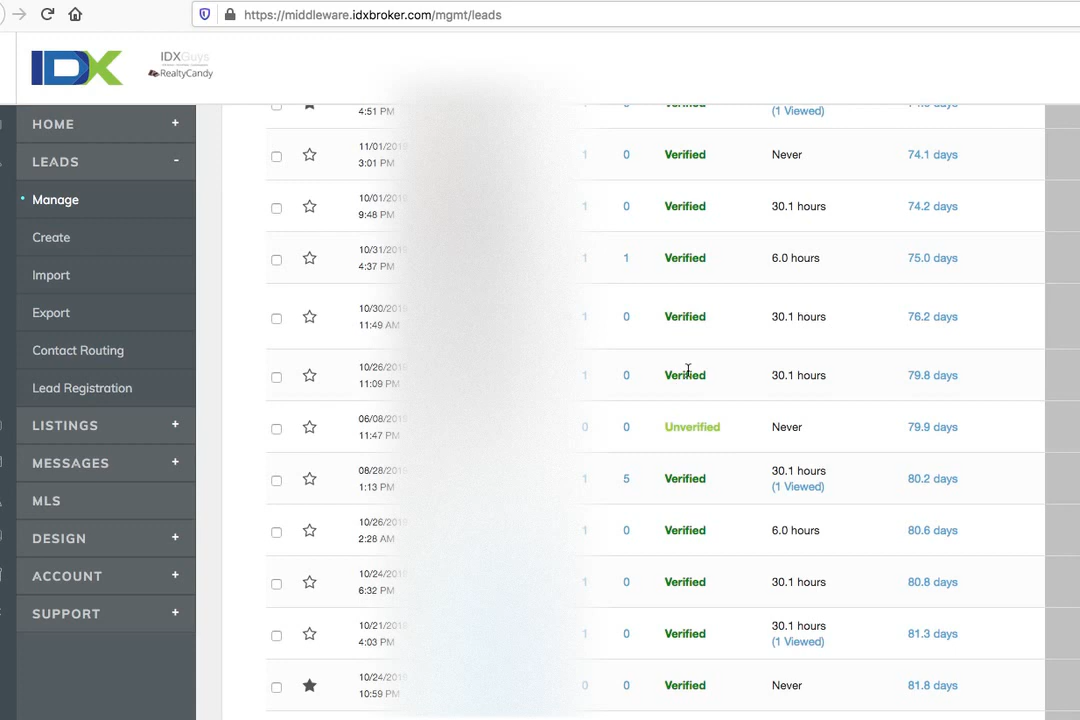 https://middleware.idxbroker.com/mgmt/leads
IDX
IDXGuys
RealtyCandy
HOME +
LEADS -
Manage
Create
Import
Export
Contact Routing
Lead Registration
LISTINGS +
MESSAGES +
MLS
DESIGN +
ACCOUNT +
SUPPORT +
4:51 PM (1 Viewed)
11/01/2019
3:01 PM
1 0 Verified Never 74.1 days
10/01/2019
9:48 PM
1 0 Verified 30.1 hours 74.2 days
10/31/2019
4:37 PM
1 1 Verified 6.0 hours 75.0 days
10/30/2019
11:49 AM
1 0 Verified 30.1 hours 76.2 days
10/26/2019
11:09 PM
1 0 Verified 30.1 hours 79.8 days
06/08/2019
11:47 PM
0 0 Unverified Never 79.9 days
08/28/2019
1:13 PM
1 5 Verified 30.1 hours 80.2 days
(1 Viewed)
10/26/2019
2:28 AM
1 0 Verified 6.0 hours 80.6 days
10/24/2019
6:32 PM
1 0 Verified 30.1 hours 80.8 days
10/21/2019
4:03 PM
1 0 Verified 30.1 hours 81.3 days
(1 Viewed)
10/24/2019
10:59 PM
0 0 Verified Never 81.8 days